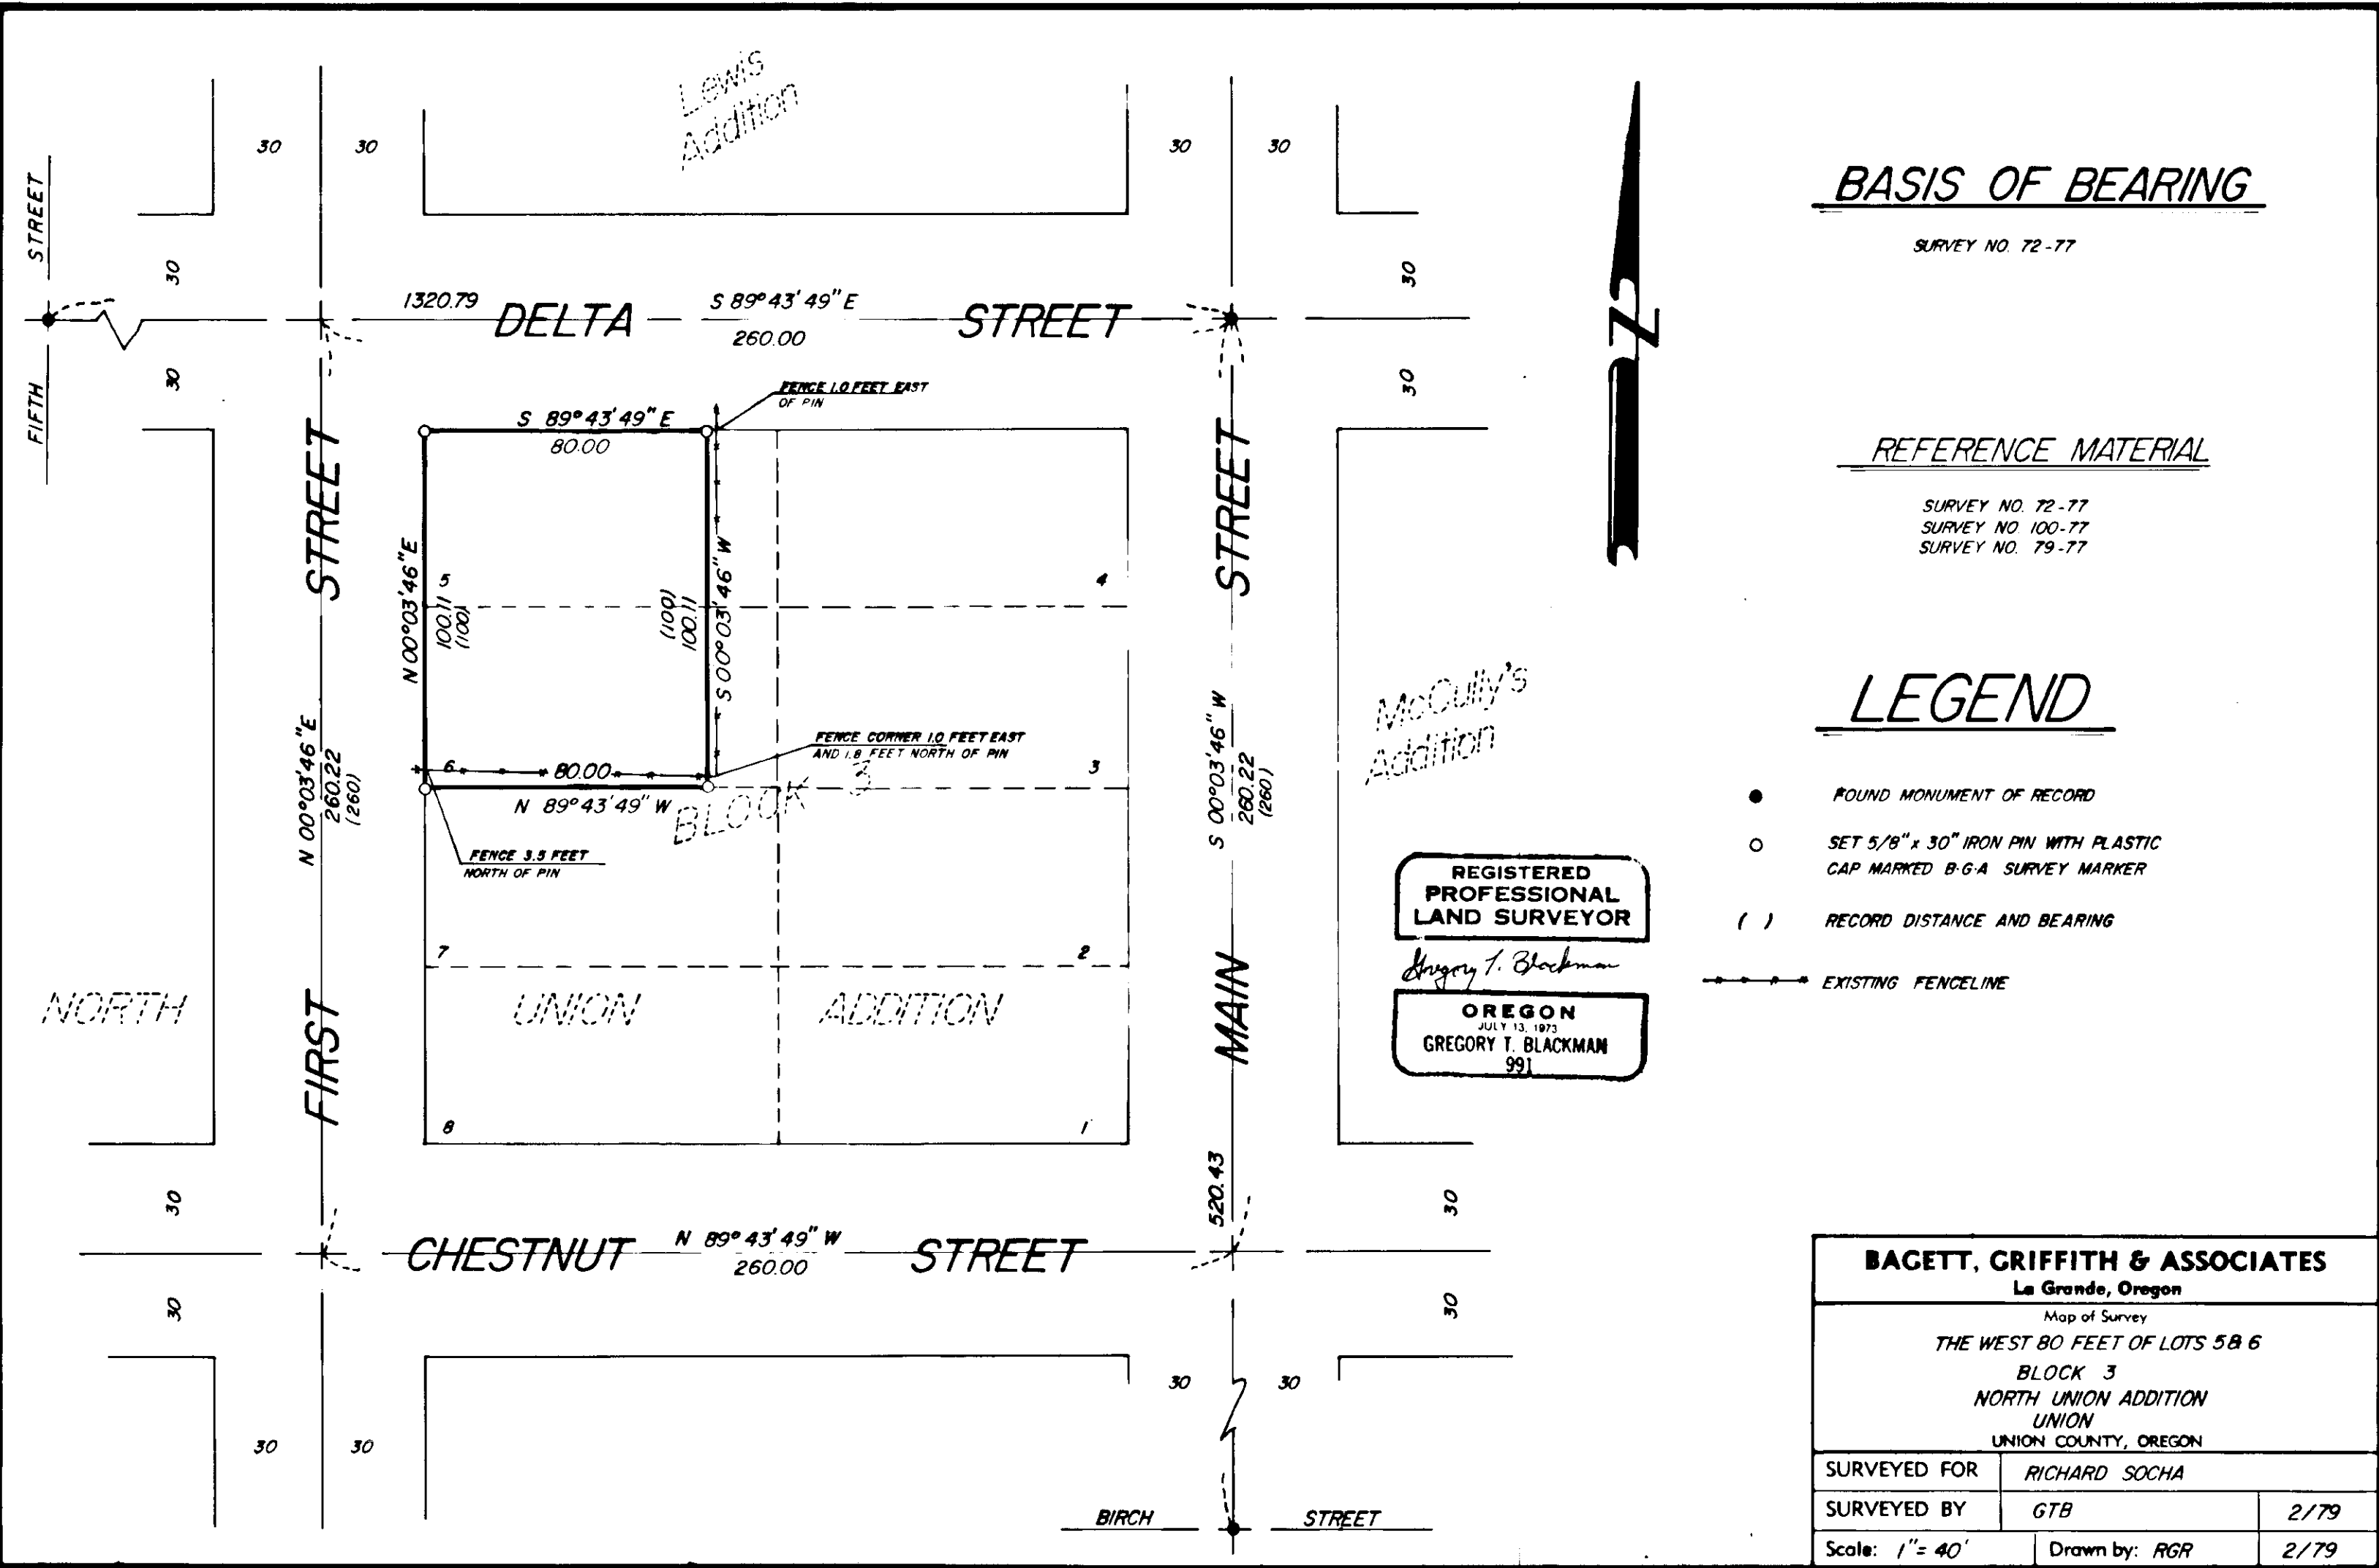 Lewis
Addition
30
30
30
30
STREET
FIFTH
30
30
1320.79
DELTA STREET
S 89°43'49" E
260.00
30
30
FENCE 1.0 FEET EAST
OF PIN
S 89°43'49" E
80.00
N 00°03'46" E
100.11
(100)
5
(100)
100.11
S 00°03'46" W
4
FENCE CORNER 1.0 FEET EAST
AND 1.8 FEET NORTH OF PIN
6
80.00
N 89°43'49" W
BLOCK 3
3
FENCE 3.5 FEET
NORTH OF PIN
FIRST STREET
N 00°03'46" E
260.22
(260)
MAIN STREET
S 00°03'46" W
260.22
(260)
520.43
McCully's
Addition
7
2
NORTH UNION ADDITION
8
1
30
30
CHESTNUT STREET
N 89°43'49" W
260.00
30
30
30
30
30
30
BIRCH STREET
N
BASIS OF BEARING
SURVEY NO. 72-77
REFERENCE MATERIAL
SURVEY NO. 72-77
SURVEY NO. 100-77
SURVEY NO. 79-77
LEGEND
FOUND MONUMENT OF RECORD
SET 5/8" x 30" IRON PIN WITH PLASTIC
CAP MARKED B·G·A SURVEY MARKER
( ) RECORD DISTANCE AND BEARING
EXISTING FENCELINE
REGISTERED
PROFESSIONAL
LAND SURVEYOR
Gregory T. Blackman
OREGON
JULY 13, 1973
GREGORY T. BLACKMAN
991
BAGETT, GRIFFITH & ASSOCIATES
La Grande, Oregon
Map of Survey
THE WEST 80 FEET OF LOTS 5 & 6
BLOCK 3
NORTH UNION ADDITION
UNION
UNION COUNTY, OREGON
SURVEYED FOR RICHARD SOCHA
SURVEYED BY GTB 2/79
Scale: 1" = 40' Drawn by: RGR 2/79